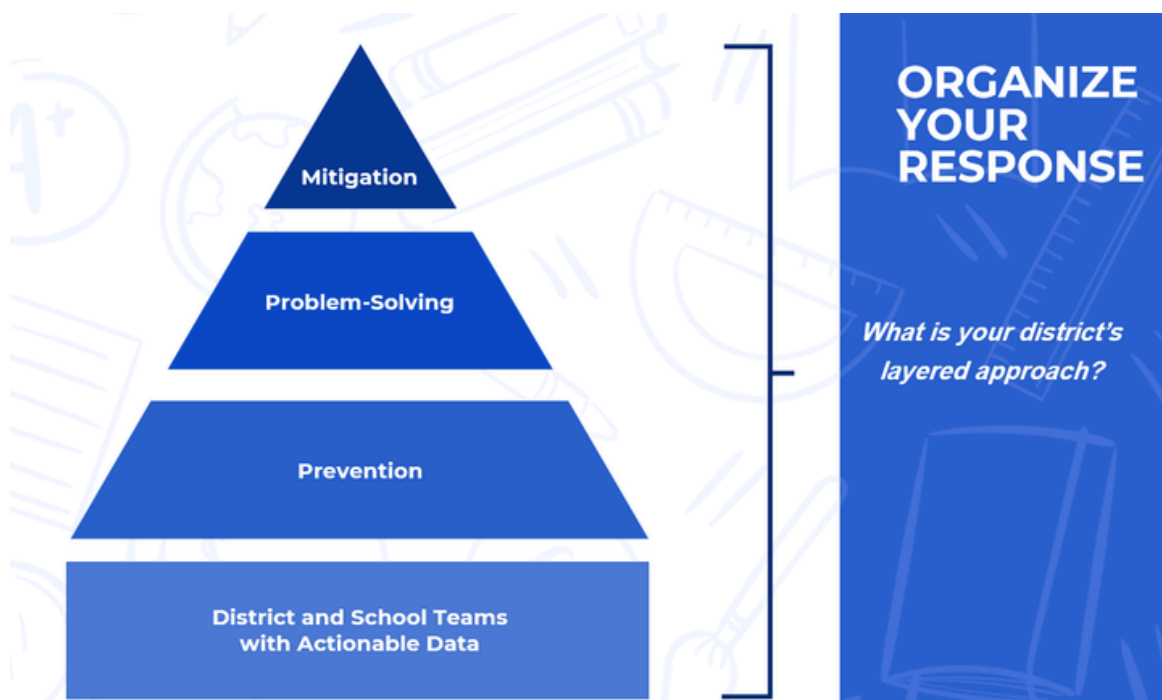 Mitigation
Problem-Solving
Prevention
District and School Teams
with Actionable Data
ORGANIZE
YOUR
RESPONSE
What is your district’s
layered approach?
A+